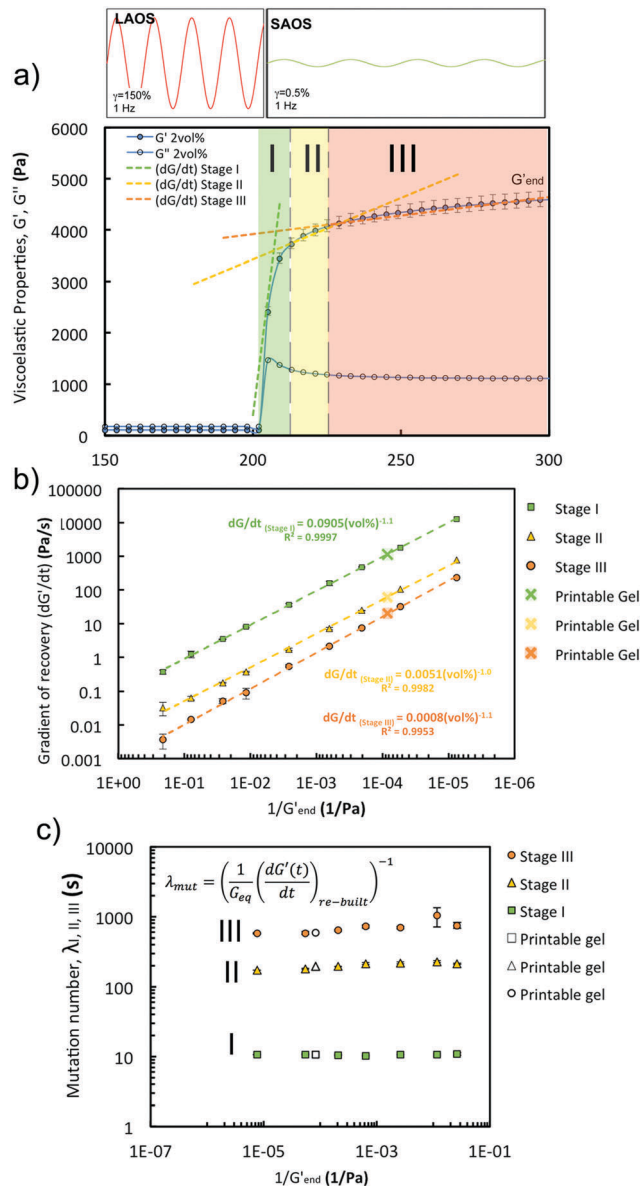 LAOS
SAOS
γ=150%
1 Hz
γ=0.5%
1 Hz
a)
Viscoelastic Properties, G', G'' (Pa)
6000
5000
4000
3000
2000
1000
0
G' 2vol%
G'' 2vol%
(dG/dt) Stage I
(dG/dt) Stage II
(dG/dt) Stage III
I
II
III
G'end
150
200
250
300
b)
Gradient of recovery (dG'/dt) (Pa/s)
100000
10000
1000
100
10
1
0.1
0.01
0.001
dG/dt (Stage I) = 0.0905(vol%)-1.1
R² = 0.9997
dG/dt (Stage II) = 0.0051(vol%)-1.0
R² = 0.9982
dG/dt (Stage III) = 0.0008(vol%)-1.1
R² = 0.9953
Stage I
Stage II
Stage III
Printable Gel
Printable Gel
Printable Gel
1E+00
1E-01
1E-02
1E-03
1E-04
1E-05
1E-06
1/G'end (1/Pa)
c)
Mutation number, λI, II, III (s)
10000
1000
100
10
1
λmut = (1/Geq (dG'(t)/dt)re-built)-1
III
II
I
Stage III
Stage II
Stage I
Printable gel
Printable gel
Printable gel
1E-07
1E-05
1E-03
1E-01
1/G'end (1/Pa)